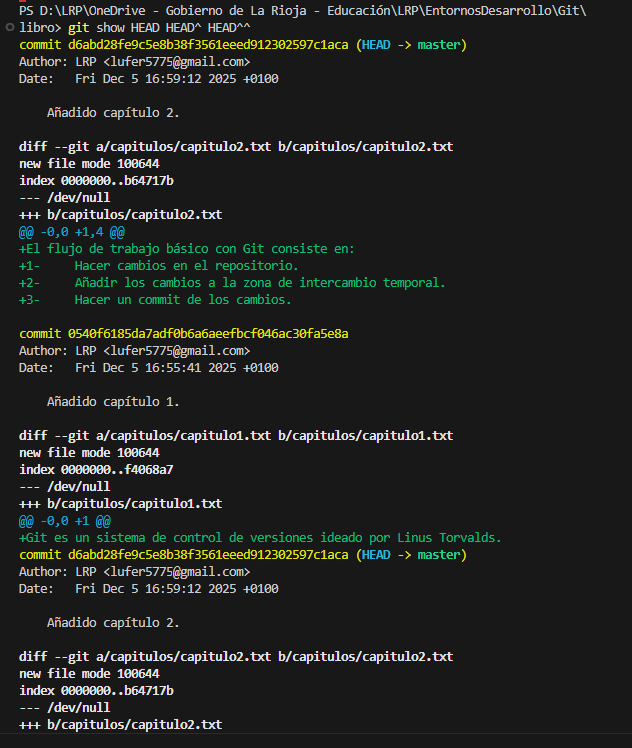 PS D:\LRP\OneDrive - Gobierno de La Rioja - Educación\LRP\EntornosDesarrollo\Git\
libro> git show HEAD HEAD^ HEAD^^
commit d6abd28fe9c5e8b38f3561eeed912302597c1aca (HEAD -> master)
Author: LRP <lufer5775@gmail.com>
Date:   Fri Dec 5 16:59:12 2025 +0100

    Añadido capítulo 2.

diff --git a/capitulos/capitulo2.txt b/capitulos/capitulo2.txt
new file mode 100644
index 0000000..b64717b
--- /dev/null
+++ b/capitulos/capitulo2.txt
@@ -0,0 +1,4 @@
+El flujo de trabajo básico con Git consiste en:
+1-     Hacer cambios en el repositorio.
+2-     Añadir los cambios a la zona de intercambio temporal.
+3-     Hacer un commit de los cambios.

commit 0540f6185da7adf0b6a6aeefbcf046ac30fa5e8a
Author: LRP <lufer5775@gmail.com>
Date:   Fri Dec 5 16:55:41 2025 +0100

    Añadido capítulo 1.

diff --git a/capitulos/capitulo1.txt b/capitulos/capitulo1.txt
new file mode 100644
index 0000000..f4068a7
--- /dev/null
+++ b/capitulos/capitulo1.txt
@@ -0,0 +1 @@
+Git es un sistema de control de versiones ideado por Linus Torvalds.
commit d6abd28fe9c5e8b38f3561eeed912302597c1aca (HEAD -> master)
Author: LRP <lufer5775@gmail.com>
Date:   Fri Dec 5 16:59:12 2025 +0100

    Añadido capítulo 2.

diff --git a/capitulos/capitulo2.txt b/capitulos/capitulo2.txt
new file mode 100644
index 0000000..b64717b
--- /dev/null
+++ b/capitulos/capitulo2.txt